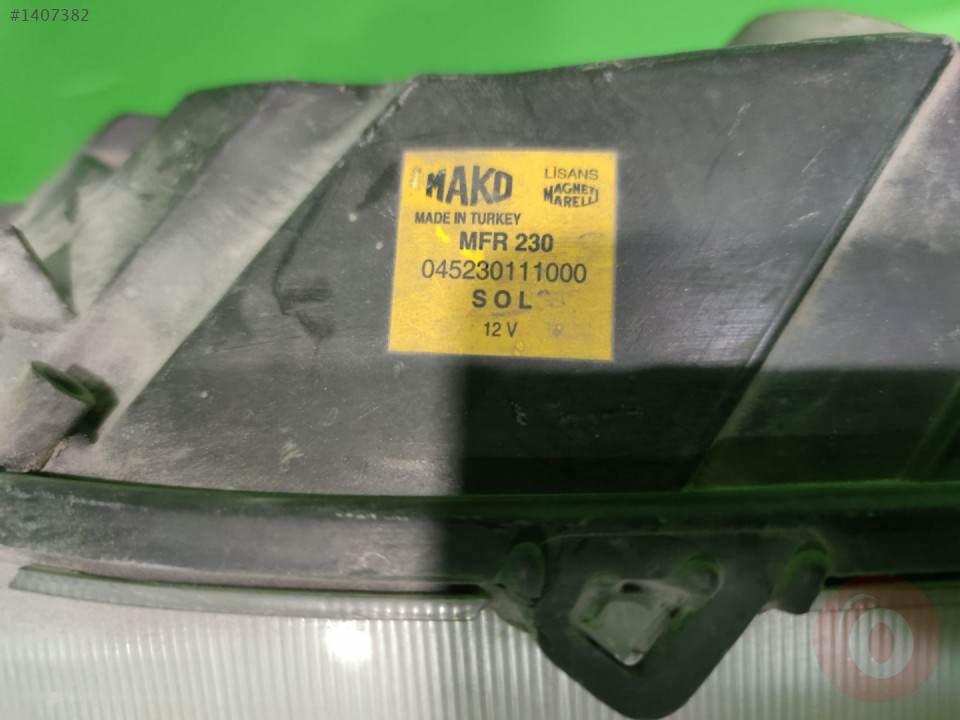 #1407382
MAKO
LİSANS
MAGNETI
MARELLI
MADE IN TURKEY
MFR 230
045230111000
SOL
12 V